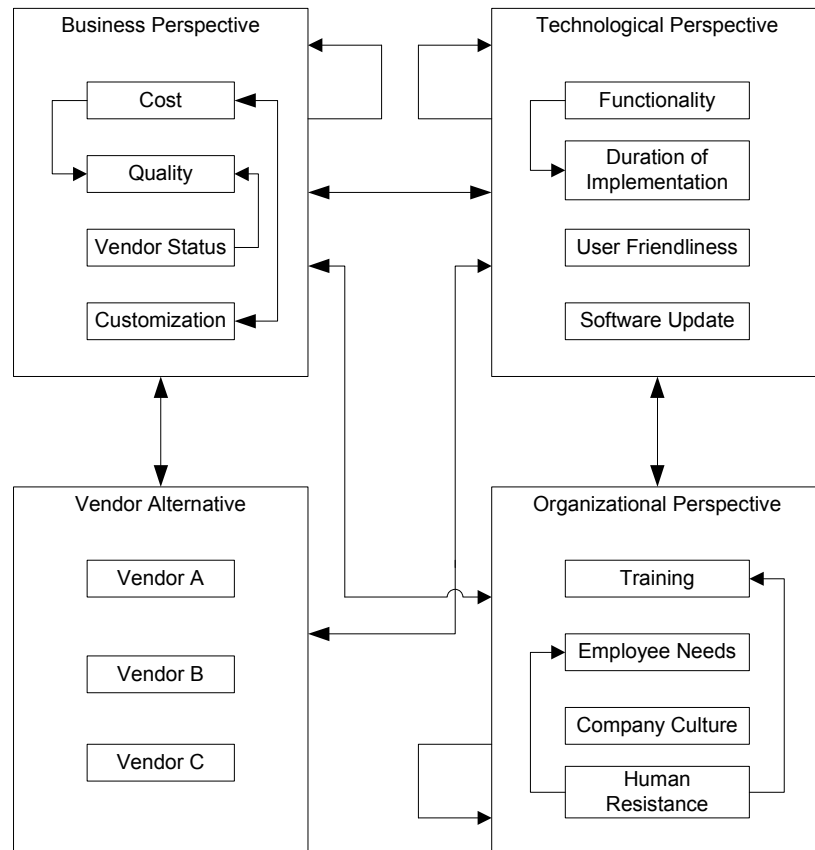 Business Perspective
Cost
Quality
Vendor Status
Customization
Technological Perspective
Functionality
Duration of
Implementation
User Friendliness
Software Update
Vendor Alternative
Vendor A
Vendor B
Vendor C
Organizational Perspective
Training
Employee Needs
Company Culture
Human
Resistance